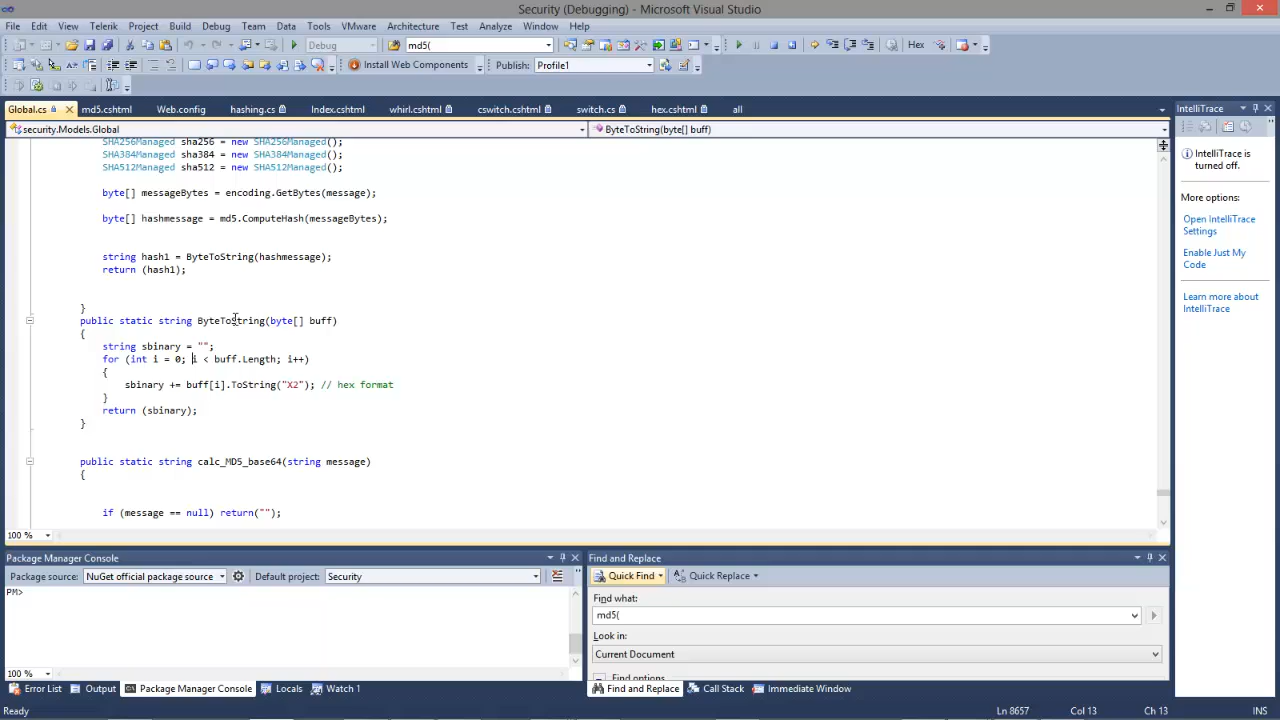 Security (Debugging) - Microsoft Visual Studio
File Edit View Telerik Project Build Debug Team Data Tools VMware Architecture Test Analyze Window Help
Debug md5( Hex
Install Web Components Publish: Profile1
Global.cs md5.cshtml Web.config hashing.cs Index.cshtml whirl.cshtml cswitch.cshtml switch.cs hex.cshtml all
security.Models.Global ByteToString(byte[] buff)
SHA256Managed sha256 = new SHA256Managed();
SHA384Managed sha384 = new SHA384Managed();
SHA512Managed sha512 = new SHA512Managed();
byte[] messageBytes = encoding.GetBytes(message);
byte[] hashmessage = md5.ComputeHash(messageBytes);
string hash1 = ByteToString(hashmessage);
return (hash1);
}
public static string ByteToString(byte[] buff)
{
string sbinary = "";
for (int i = 0; i < buff.Length; i++)
{
sbinary += buff[i].ToString("X2"); // hex format
}
return (sbinary);
}
public static string calc_MD5_base64(string message)
{
if (message == null) return("");
100 %
IntelliTrace
IntelliTrace is
turned off.
More options:
Open IntelliTrace
Settings
Enable Just My
Code
Learn more about
IntelliTrace
Package Manager Console
Package source: NuGet official package source Default project: Security
PM>
100 %
Find and Replace
Quick Find Quick Replace
Find what:
md5(
Look in:
Current Document
Find options
Error List Output Package Manager Console Locals Watch 1 Find and Replace Call Stack Immediate Window
Ready Ln 8657 Col 13 Ch 13 INS